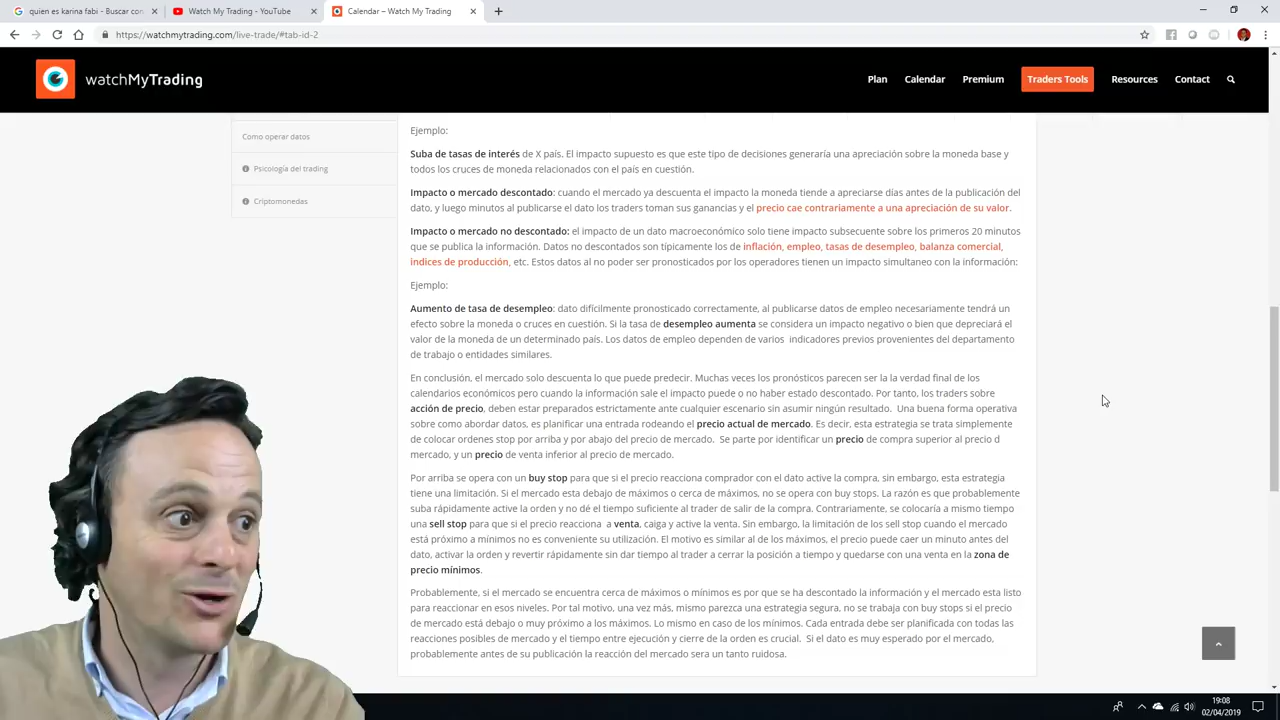 quien es karina fabi - Buscar con
Watch My Trading - YouTube
Calendar – Watch My Trading
https://watchmytrading.com/live-trade/#tab-id-2
watchMyTrading
Plan
Calendar
Premium
Traders Tools
Resources
Contact
Como operar datos
Psicología del trading
Criptomonedas
Ejemplo:
Suba de tasas de interés de X país. El impacto supuesto es que este tipo de decisiones generaría una apreciación sobre la moneda base y
todos los cruces de moneda relacionados con el país en cuestión.
Impacto o mercado descontado: cuando el mercado ya descuenta el impacto la moneda tiende a apreciarse días antes de la publicación del
dato, y luego minutos al publicarse el dato los traders toman sus ganancias y el precio cae contrariamente a una apreciación de su valor.
Impacto o mercado no descontado: el impacto de un dato macroeconómico solo tiene impacto subsecuente sobre los primeros 20 minutos
que se publica la información. Datos no descontados son típicamente los de inflación, empleo, tasas de desempleo, balanza comercial,
índices de producción, etc. Estos datos al no poder ser pronosticados por los operadores tienen un impacto simultaneo con la información:
Ejemplo:
Aumento de tasa de desempleo: dato difícilmente pronosticado correctamente, al publicarse datos de empleo necesariamente tendrá un
efecto sobre la moneda o cruces en cuestión. Si la tasa de desempleo aumenta se considera un impacto negativo o bien que depreciará el
valor de la moneda de un determinado país. Los datos de empleo dependen de varios indicadores previos provenientes del departamento
de trabajo o entidades similares.
En conclusión, el mercado solo descuenta lo que puede predecir. Muchas veces los pronósticos parecen ser la la verdad final de los
calendarios económicos pero cuando la información sale el impacto puede o no haber estado descontado. Por tanto, los traders sobre
acción de precio, deben estar preparados estrictamente ante cualquier escenario sin asumir ningún resultado. Una buena forma operativa
sobre como abordar datos, es planificar una entrada rodeando el precio actual de mercado. Es decir, esta estrategia se trata simplemente
de colocar ordenes stop por arriba y por abajo del precio de mercado. Se parte por identificar un precio de compra superior al precio d
mercado, y un precio de venta inferior al precio de mercado.
Por arriba se opera con un buy stop para que si el precio reacciona comprador con el dato active la compra, sin embargo, esta estrategia
tiene una limitación. Si el mercado esta debajo de máximos o cerca de máximos, no se opera con buy stops. La razón es que probablemente
suba rápidamente active la orden y no dé el tiempo suficiente al trader de salir de la compra. Contrariamente, se colocaría a mismo tiempo
una sell stop para que si el precio reacciona a venta, caiga y active la venta. Sin embargo, la limitación de los sell stop cuando el mercado
está próximo a mínimos no es conveniente su utilización. El motivo es similar al de los máximos, el precio puede caer un minuto antes del
dato, activar la orden y revertir rápidamente sin dar tiempo al trader a cerrar la posición a tiempo y quedarse con una venta en la zona de
precio mínimos.
Probablemente, si el mercado se encuentra cerca de máximos o mínimos es por que se ha descontado la información y el mercado esta listo
para reaccionar en esos niveles. Por tal motivo, una vez más, mismo parezca una estrategia segura, no se trabaja con buy stops si el precio
de mercado está debajo o muy próximo a los máximos. Lo mismo en caso de los mínimos. Cada entrada debe ser planificada con todas las
reacciones posibles de mercado y el tiempo entre ejecución y cierre de la orden es crucial. Si el dato es muy esperado por el mercado,
probablemente antes de su publicación la reacción del mercado sera un tanto ruidosa.
19:08
02/04/2019